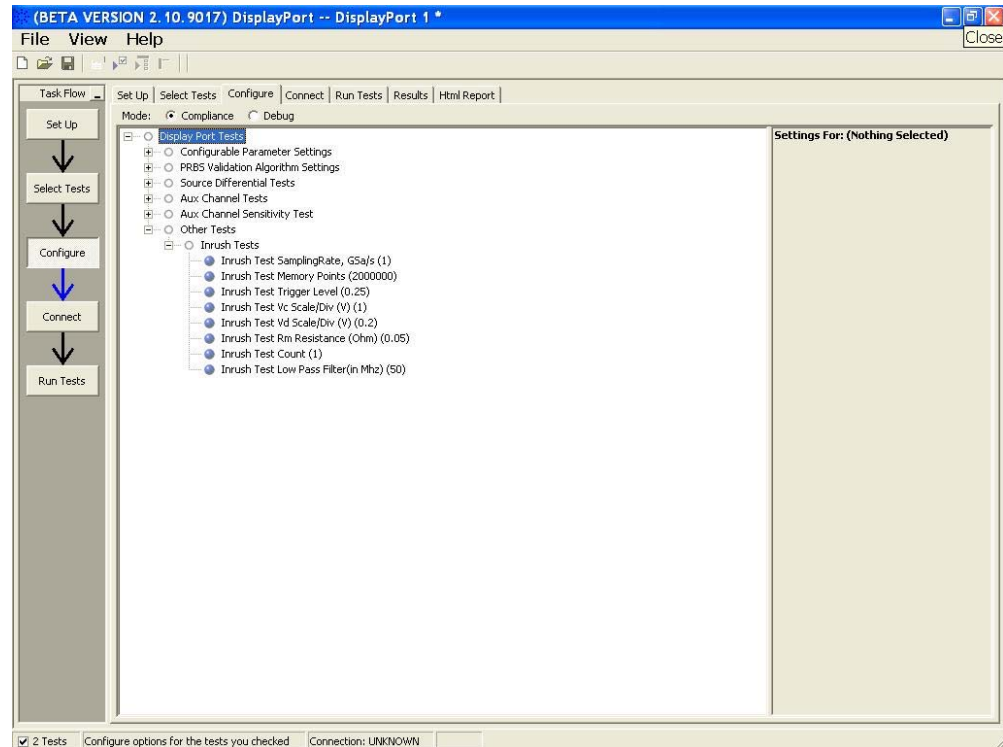 (BETA VERSION 2.10.9017) DisplayPort -- DisplayPort 1 *
File View Help
Close
Task Flow
Set Up
Select Tests
Configure
Connect
Run Tests
Set Up Select Tests Configure Connect Run Tests Results Html Report
Mode: Compliance Debug
Display Port Tests
Configurable Parameter Settings
PRBS Validation Algorithm Settings
Source Differential Tests
Aux Channel Tests
Aux Channel Sensitivity Test
Other Tests
Inrush Tests
Inrush Test SamplingRate, GSa/s (1)
Inrush Test Memory Points (2000000)
Inrush Test Trigger Level (0.25)
Inrush Test Vc Scale/Div (V) (1)
Inrush Test Vd Scale/Div (V) (0.2)
Inrush Test Rm Resistance (Ohm) (0.05)
Inrush Test Count (1)
Inrush Test Low Pass Filter(in Mhz) (50)
Settings For: (Nothing Selected)
2 Tests Configure options for the tests you checked Connection: UNKNOWN